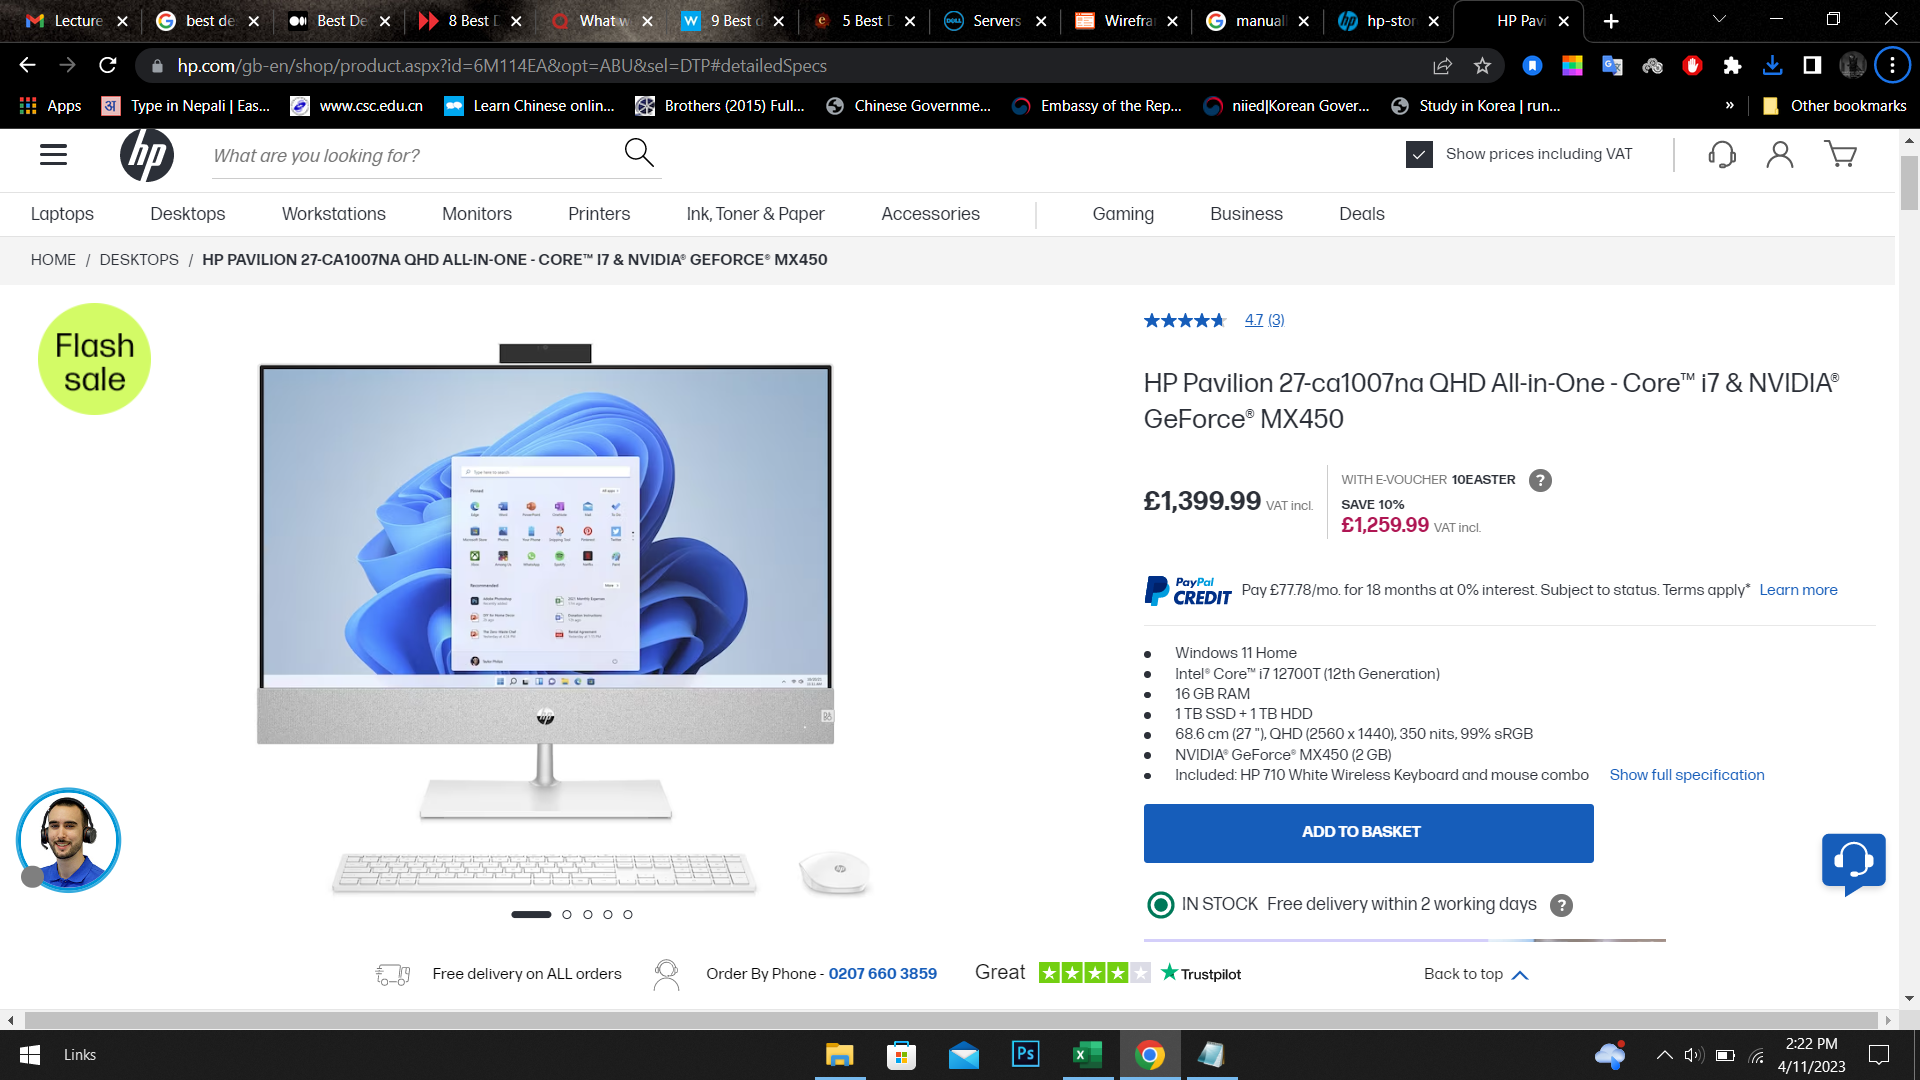 Lecture
best de
Best De
8 Best D
What w
9 Best d
5 Best D
Servers
Wirefra
manual
hp-stor
HP Pavi
hp.com/gb-en/shop/product.aspx?id=6M114EA&opt=ABU&sel=DTP#detailedSpecs
Apps
Type in Nepali | Eas...
www.csc.edu.cn
Learn Chinese onlin...
Brothers (2015) Full...
Chinese Governme...
Embassy of the Rep...
niied|Korean Gover...
Study in Korea | run...
»
Other bookmarks
hp
What are you looking for?
Show prices including VAT
Laptops
Desktops
Workstations
Monitors
Printers
Ink, Toner & Paper
Accessories
Gaming
Business
Deals
HOME / DESKTOPS / HP PAVILION 27-CA1007NA QHD ALL-IN-ONE - CORE™ I7 & NVIDIA® GEFORCE® MX450
Flash
sale
4.7 (3)
HP Pavilion 27-ca1007na QHD All-in-One - Core™ i7 & NVIDIA®
GeForce® MX450
£1,399.99 VAT incl.
WITH E-VOUCHER 10EASTER ?
SAVE 10%
£1,259.99 VAT incl.
PayPal
CREDIT
Pay £77.78/mo. for 18 months at 0% interest. Subject to status. Terms apply* Learn more
Windows 11 Home
Intel® Core™ i7 12700T (12th Generation)
16 GB RAM
1 TB SSD + 1 TB HDD
68.6 cm (27 "), QHD (2560 x 1440), 350 nits, 99% sRGB
NVIDIA® GeForce® MX450 (2 GB)
Included: HP 710 White Wireless Keyboard and mouse combo Show full specification
ADD TO BASKET
IN STOCK Free delivery within 2 working days ?
Free delivery on ALL orders
Order By Phone - 0207 660 3859
Great
Trustpilot
Back to top
Links
Ps
2:22 PM
4/11/2023